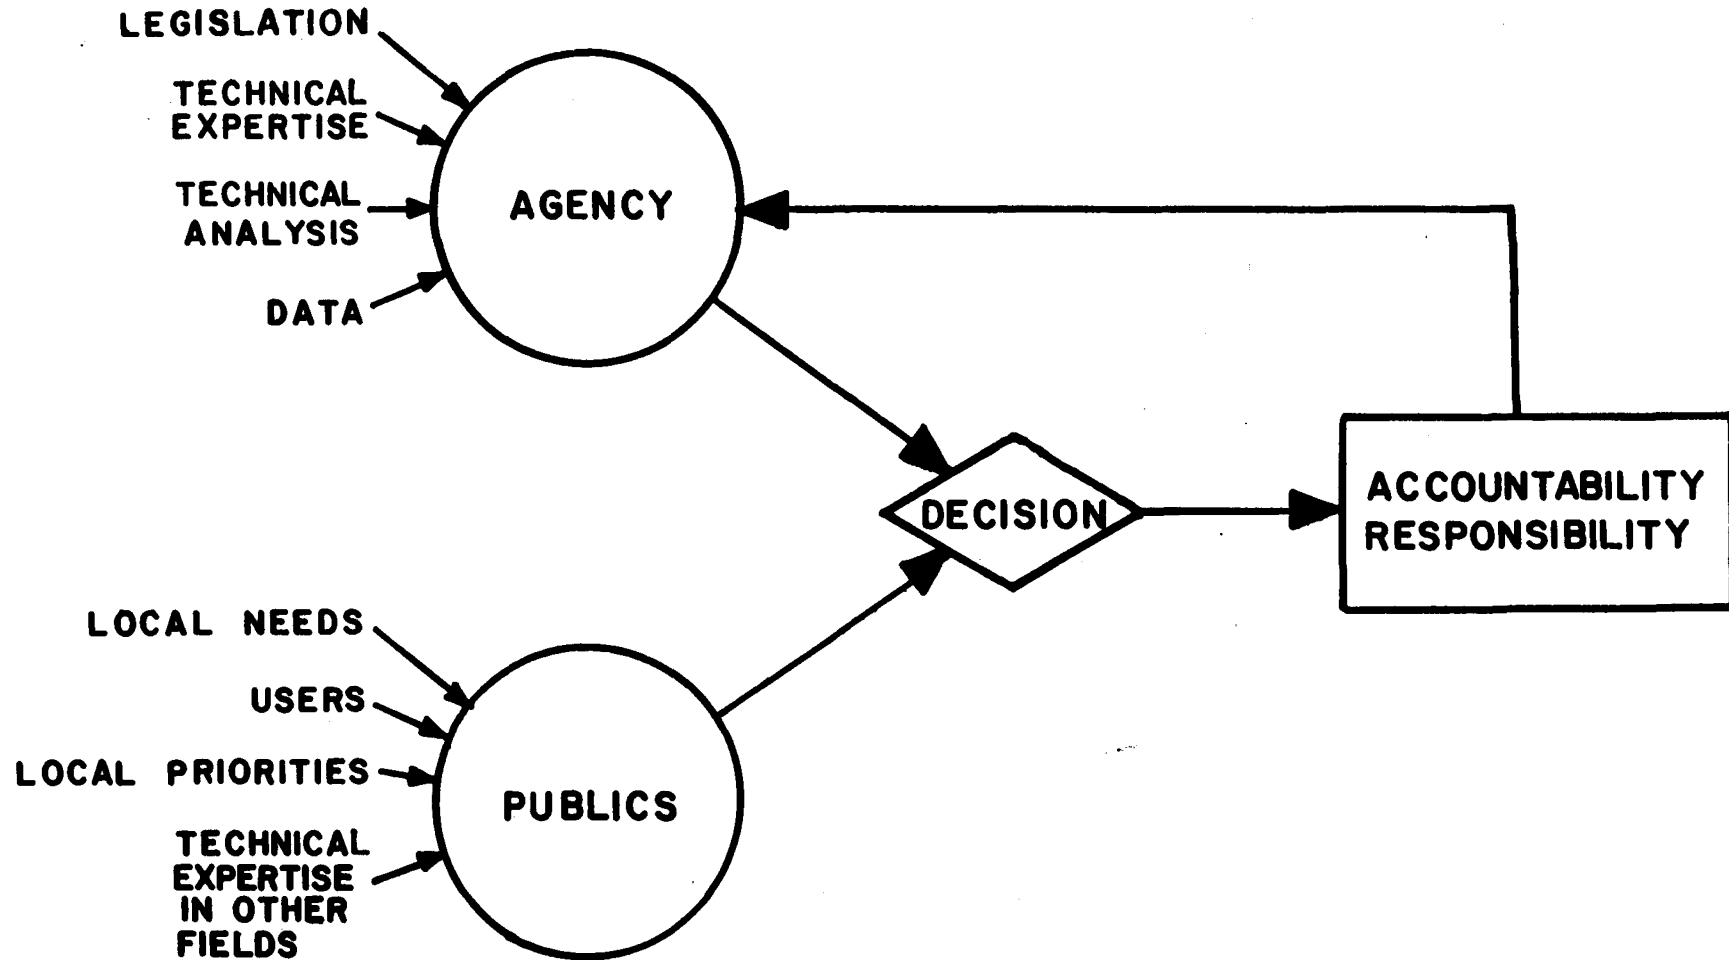 LEGISLATION
TECHNICAL
EXPERTISE
TECHNICAL
ANALYSIS
DATA
AGENCY
DECISION
ACCOUNTABILITY
RESPONSIBILITY
LOCAL NEEDS
USERS
LOCAL PRIORITIES
TECHNICAL
EXPERTISE
IN OTHER
FIELDS
PUBLICS